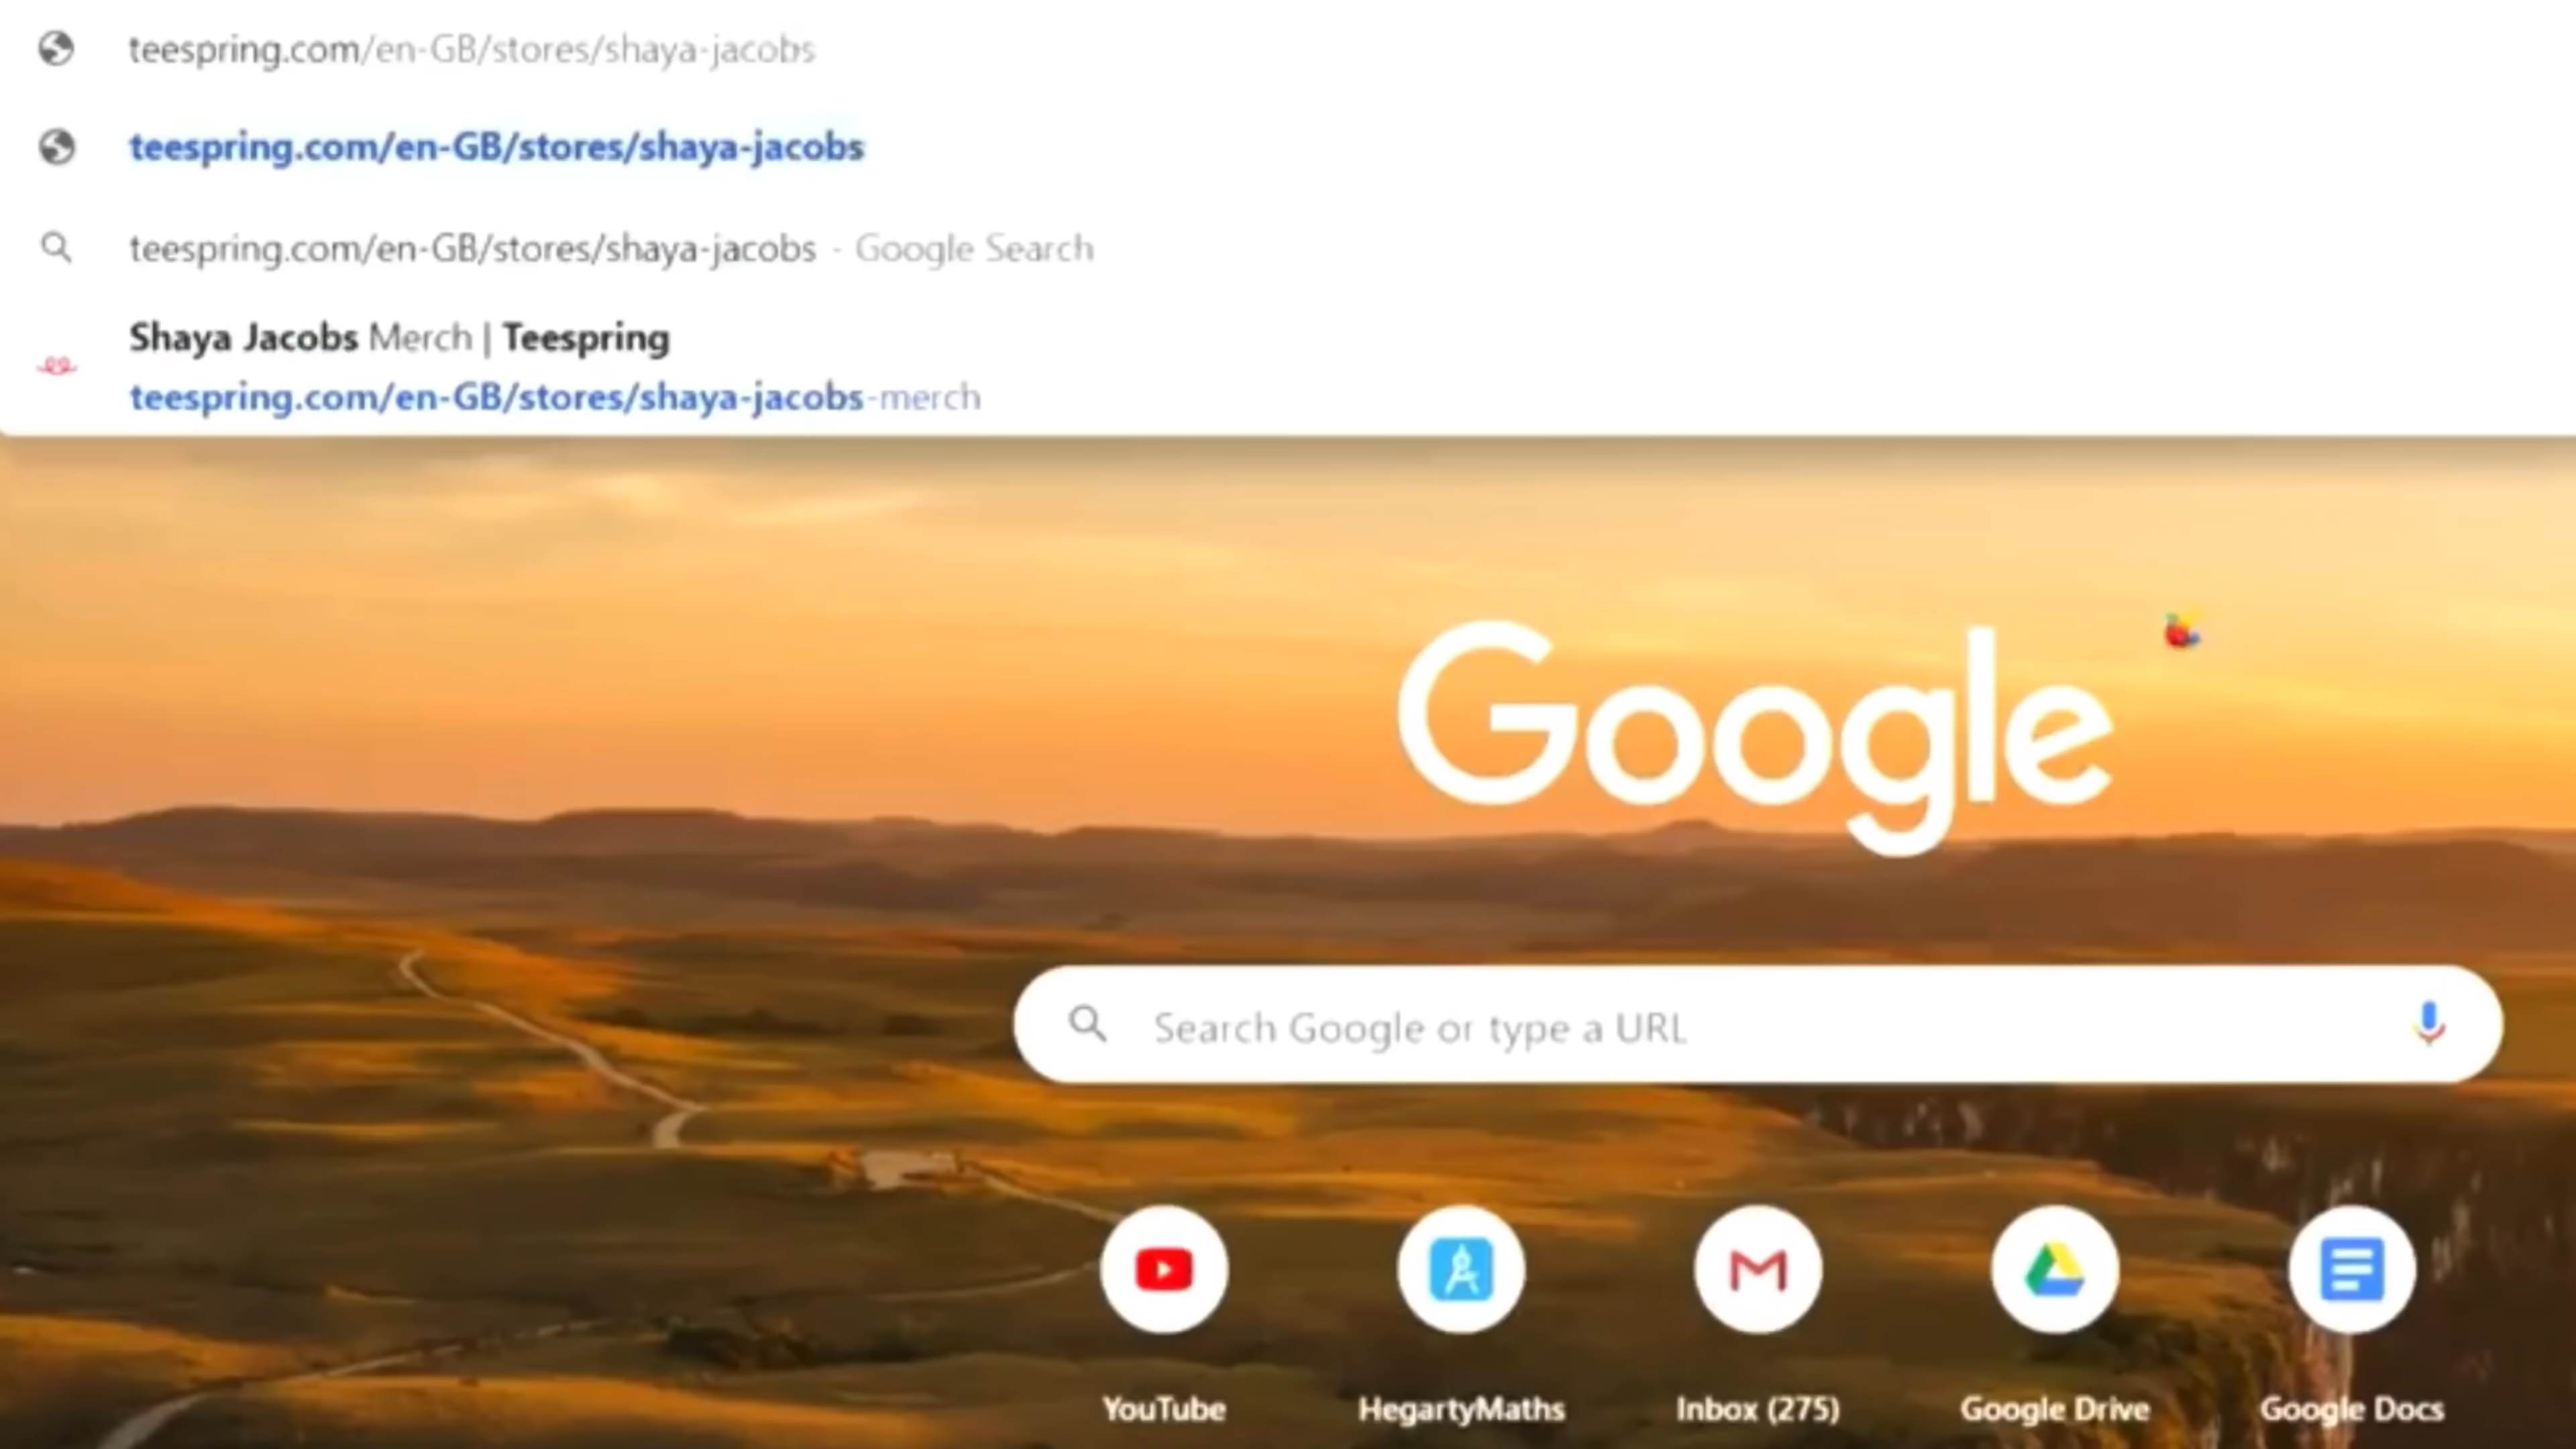 teespring.com/en-GB/stores/shaya-jacobs
teespring.com/en-GB/stores/shaya-jacobs
teespring.com/en-GB/stores/shaya-jacobs - Google Search
Shaya Jacobs Merch | Teespring
teespring.com/en-GB/stores/shaya-jacobs-merch
Google
Search Google or type a URL
YouTube HegartyMaths Inbox (275) Google Drive Google Docs